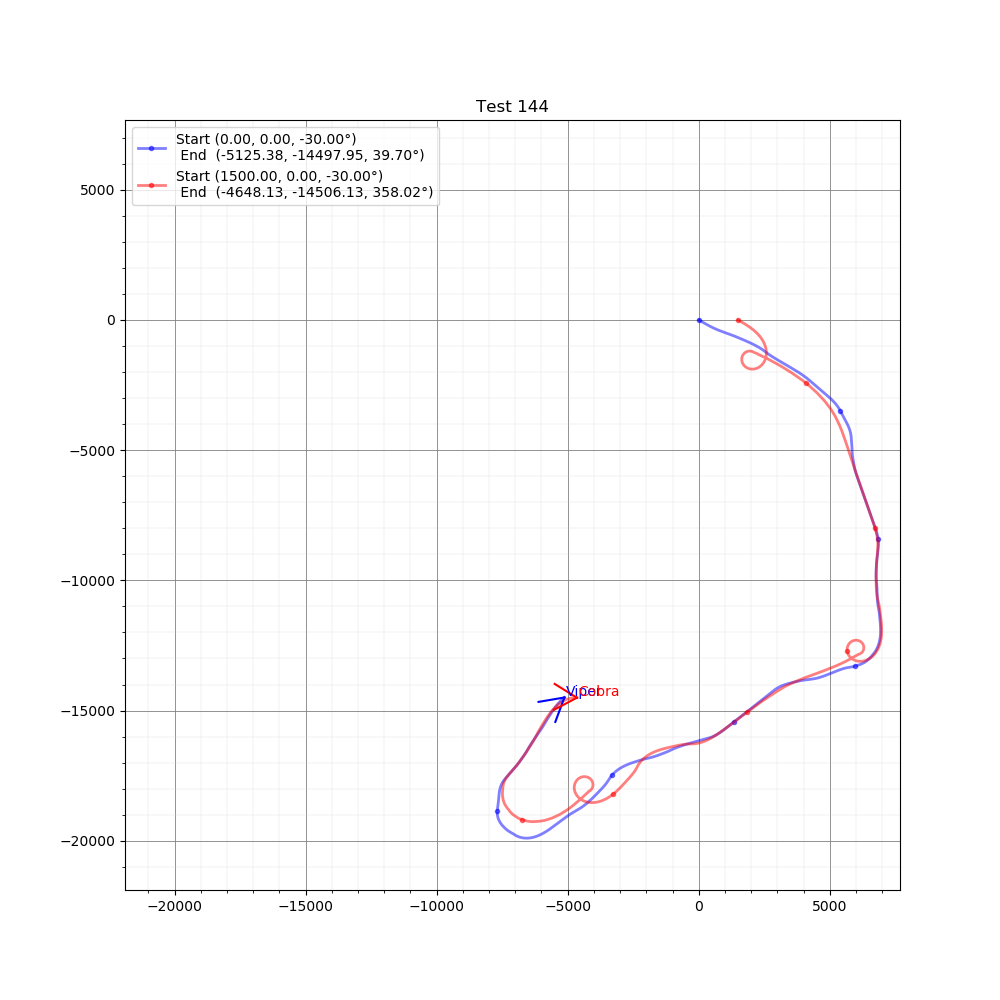 Test 144
Start (0.00, 0.00, -30.00°)
End (-5125.38, -14497.95, 39.70°)
Start (1500.00, 0.00, -30.00°)
End (-4648.13, -14506.13, 358.02°)
5000
0
−5000
−10000
−15000
−20000
Viper
Cobra
−20000
−15000
−10000
−5000
0
5000